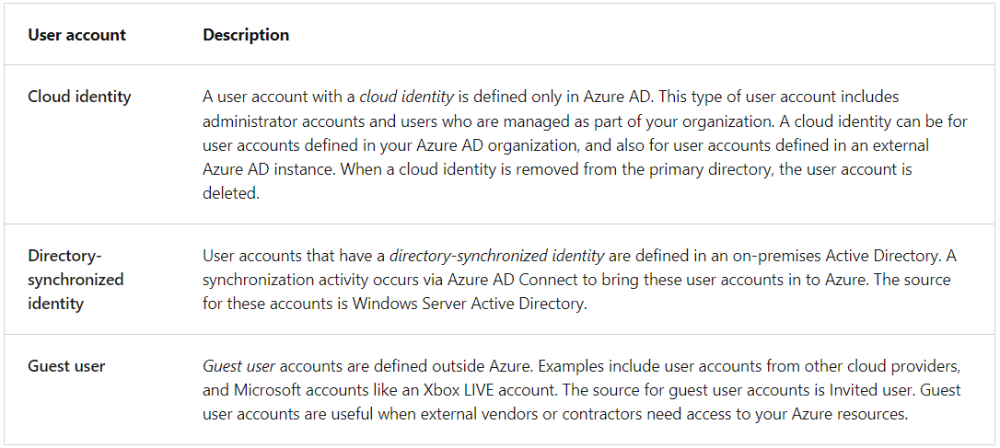 User account Description
Cloud identity A user account with a cloud identity is defined only in Azure AD. This type of user account includes
administrator accounts and users who are managed as part of your organization. A cloud identity can be for
user accounts defined in your Azure AD organization, and also for user accounts defined in an external
Azure AD instance. When a cloud identity is removed from the primary directory, the user account is
deleted.
Directory- User accounts that have a directory-synchronized identity are defined in an on-premises Active Directory. A
synchronized synchronization activity occurs via Azure AD Connect to bring these user accounts in to Azure. The source
identity for these accounts is Windows Server Active Directory.
Guest user Guest user accounts are defined outside Azure. Examples include user accounts from other cloud providers,
and Microsoft accounts like an Xbox LIVE account. The source for guest user accounts is Invited user. Guest
user accounts are useful when external vendors or contractors need access to your Azure resources.